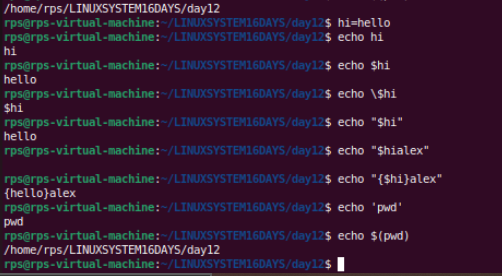 /home/rps/LINUXSYSTEM16DAYS/day12
rps@rps-virtual-machine:~/LINUXSYSTEM16DAYS/day12$ hi=hello
rps@rps-virtual-machine:~/LINUXSYSTEM16DAYS/day12$ echo hi
hi
rps@rps-virtual-machine:~/LINUXSYSTEM16DAYS/day12$ echo $hi
hello
rps@rps-virtual-machine:~/LINUXSYSTEM16DAYS/day12$ echo \$hi
$hi
rps@rps-virtual-machine:~/LINUXSYSTEM16DAYS/day12$ echo "$hi"
hello
rps@rps-virtual-machine:~/LINUXSYSTEM16DAYS/day12$ echo "$hialex"

rps@rps-virtual-machine:~/LINUXSYSTEM16DAYS/day12$ echo "{$hi}alex"
{hello}alex
rps@rps-virtual-machine:~/LINUXSYSTEM16DAYS/day12$ echo 'pwd'
pwd
rps@rps-virtual-machine:~/LINUXSYSTEM16DAYS/day12$ echo $(pwd)
/home/rps/LINUXSYSTEM16DAYS/day12
rps@rps-virtual-machine:~/LINUXSYSTEM16DAYS/day12$